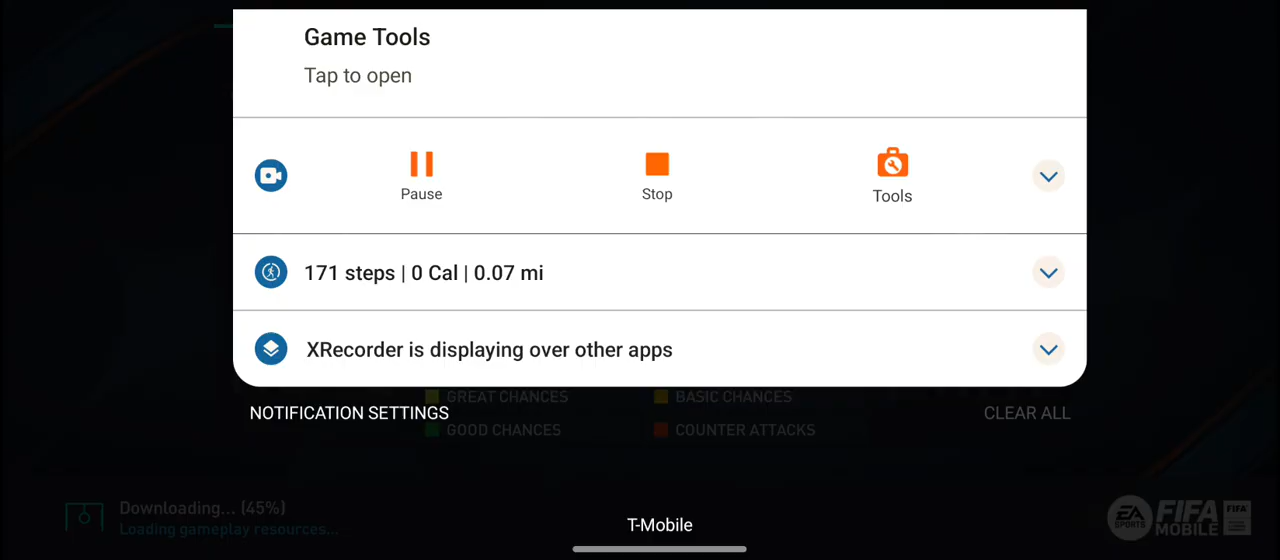 Game Tools
Tap to open
Pause
Stop
Tools
171 steps | 0 Cal | 0.07 mi
XRecorder is displaying over other apps
GREAT CHANCES
BASIC CHANCES
NOTIFICATION SETTINGS
CLEAR ALL
GOOD CHANCES
COUNTER ATTACKS
Downloading... (45%)
Loading gameplay resources...
T-Mobile
EA SPORTS
FIFA MOBILE
FIFA